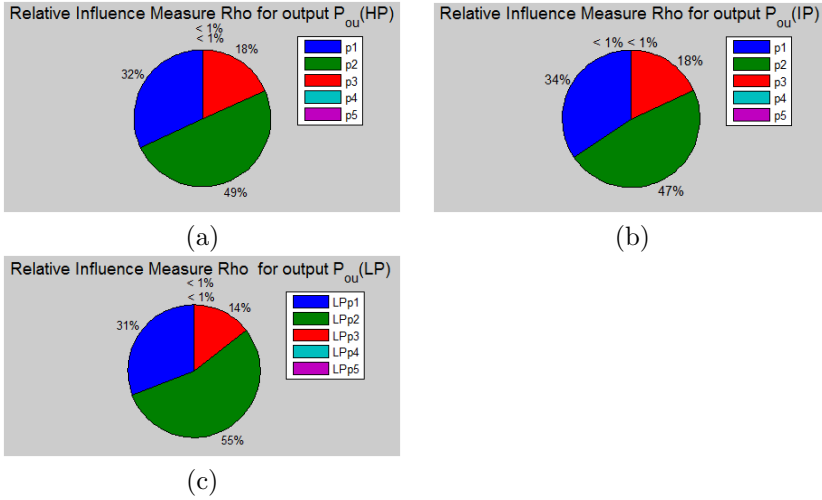 Relative Influence Measure Rho for output P_ou(HP)
< 1%
< 1%
18%
32%
49%
p1
p2
p3
p4
p5
(a)
Relative Influence Measure Rho for output P_ou(IP)
< 1% < 1%
18%
34%
47%
p1
p2
p3
p4
p5
(b)
Relative Influence Measure Rho for output P_ou(LP)
< 1%
< 1%
14%
31%
55%
LPp1
LPp2
LPp3
LPp4
LPp5
(c)